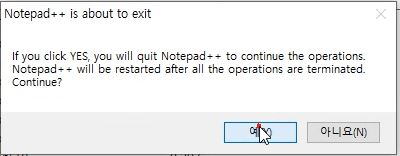 Notepad++ is about to exit
If you click YES, you will quit Notepad++ to continue the operations.
Notepad++ will be restarted after all the operations are terminated.
Continue?
예(Y)
아니요(N)